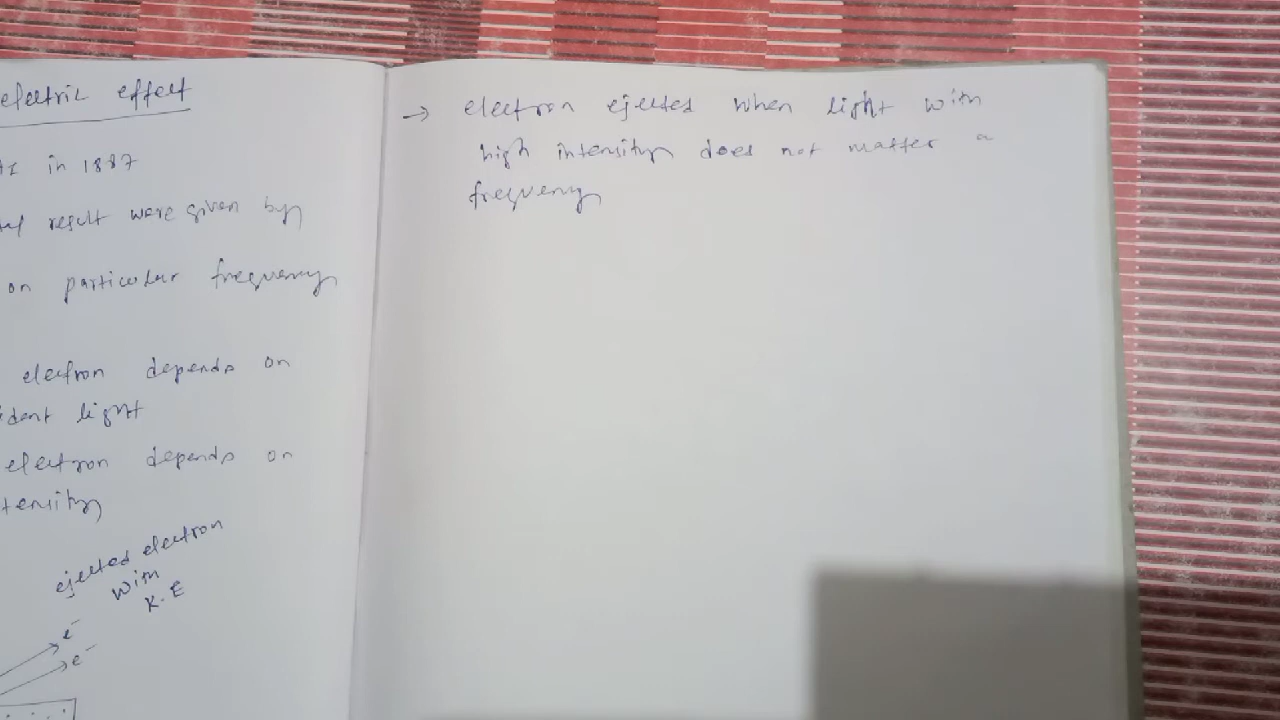 electric effect
in 1887
result were given by
on particular frequency
electron depends on
dent light
electron depends on
tensity
ejected electron
with
K.E
e⁻
e⁻
→ electron ejected when light with
high intensity does not matter a
frequency